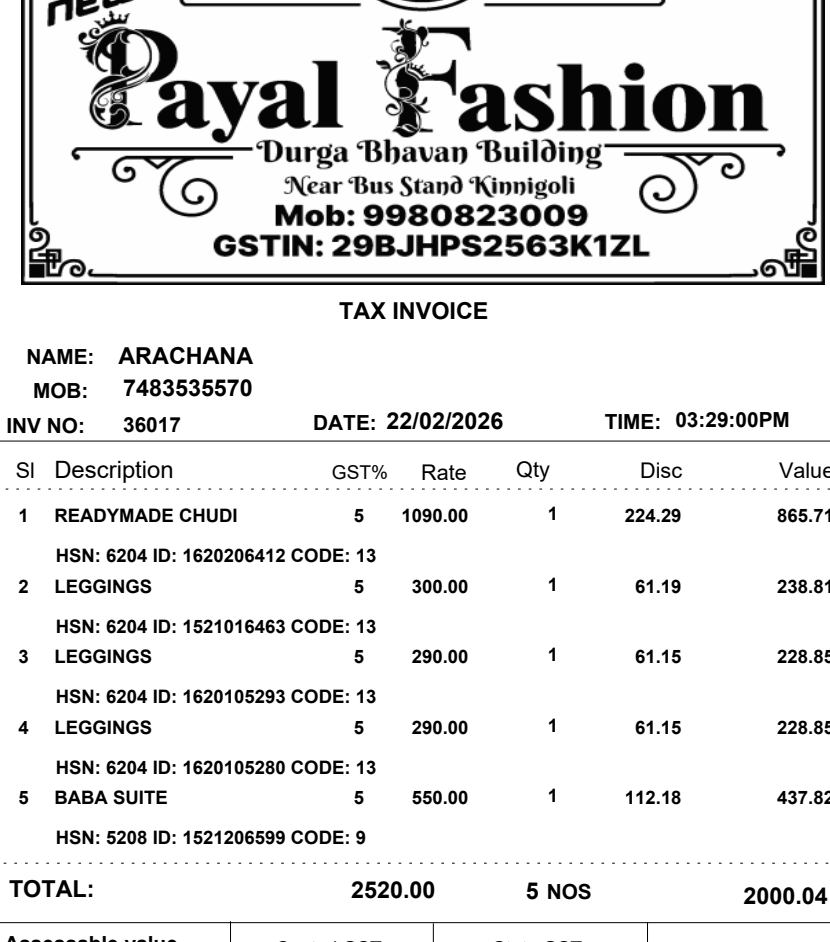 new
Payal Fashion
Durga Bhavan Building
Near Bus Stand Kinnigoli
Mob: 9980823009
GSTIN: 29BJHPS2563K1ZL
TAX INVOICE
NAME: ARACHANA
MOB: 7483535570
INV NO: 36017 DATE: 22/02/2026 TIME: 03:29:00PM
Sl Description GST% Rate Qty Disc Value
1 READYMADE CHUDI 5 1090.00 1 224.29 865.71
HSN: 6204 ID: 1620206412 CODE: 13
2 LEGGINGS 5 300.00 1 61.19 238.81
HSN: 6204 ID: 1521016463 CODE: 13
3 LEGGINGS 5 290.00 1 61.15 228.85
HSN: 6204 ID: 1620105293 CODE: 13
4 LEGGINGS 5 290.00 1 61.15 228.85
HSN: 6204 ID: 1620105280 CODE: 13
5 BABA SUITE 5 550.00 1 112.18 437.82
HSN: 5208 ID: 1521206599 CODE: 9
TOTAL: 2520.00 5 NOS 2000.04